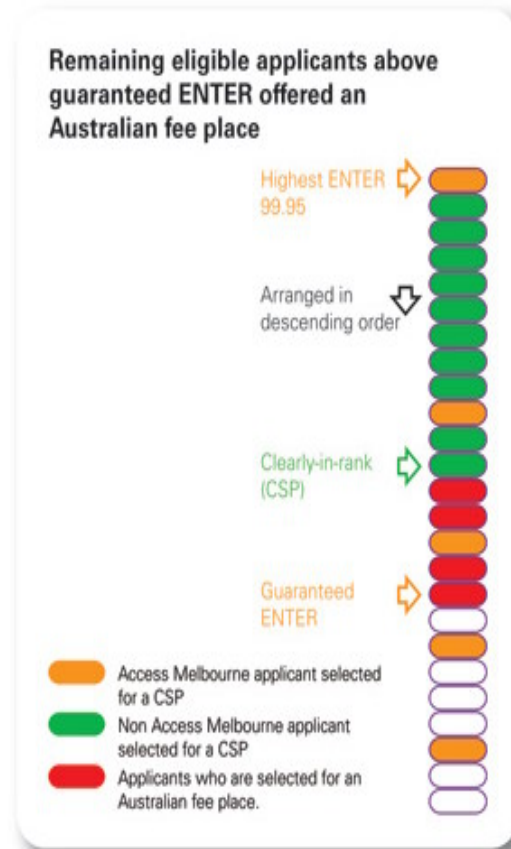 Remaining eligible applicants above
guaranteed ENTER offered an
Australian fee place
Highest ENTER
99.95
Arranged in
descending order
Clearly-in-rank
(CSP)
Guaranteed
ENTER
Access Melbourne applicant selected
for a CSP
Non Access Melbourne applicant
selected for a CSP
Applicants who are selected for an
Australian fee place.